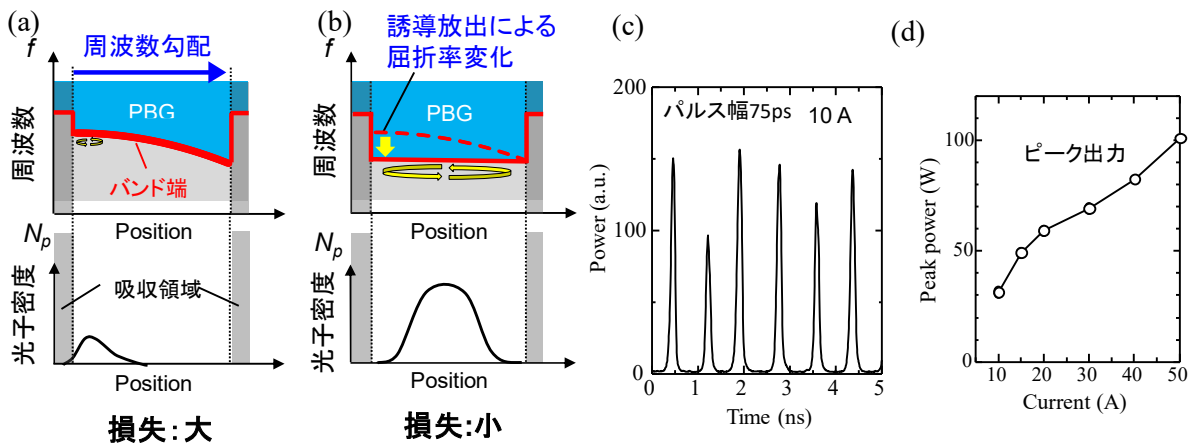 (a)
f
周波数勾配
PBG
周波数
バンド端
Position
Np
光子密度
吸収領域
Position
損失：大
(b)
誘導放出による
屈折率変化
f
PBG
周波数
Position
Np
光子密度
Position
損失:小
(c)
200
パルス幅75ps 10 A
150
100
50
0
Power (a.u.)
0 1 2 3 4 5
Time (ns)
(d)
100
ピーク出力
50
0
Peak power (W)
10 20 30 40 50
Current (A)